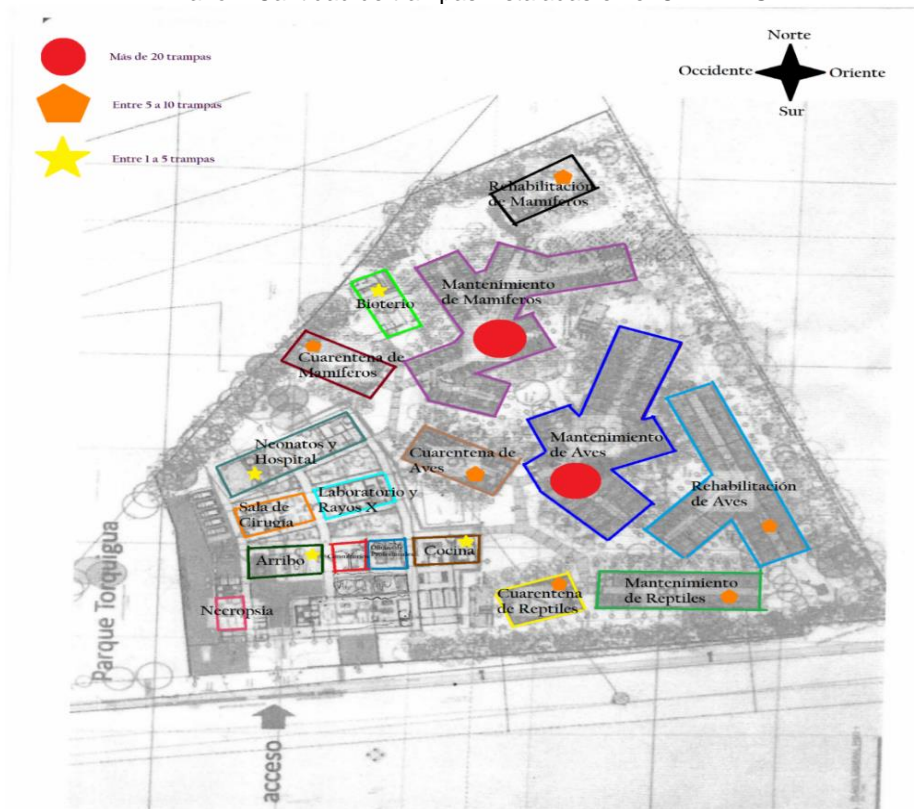 Norte
Occidente
Oriente
Sur
Más de 20 trampas
Entre 5 a 10 trampas
Entre 1 a 5 trampas
Rehabilitación
de Mamíferos
Mantenimiento
de Mamíferos
Bioterio
Cuarentena de
Mamíferos
Neonatos y
Hospital
Cuarentena de
Aves
Mantenimiento
de Aves
Rehabilitación
de Aves
Laboratorio y
Rayos X
Sala de
Cirugia
Arribo
Cocina
Necropsia
Cuarentena
de Reptiles
Mantenimiento
de Reptiles
Parque Torquigua
acceso